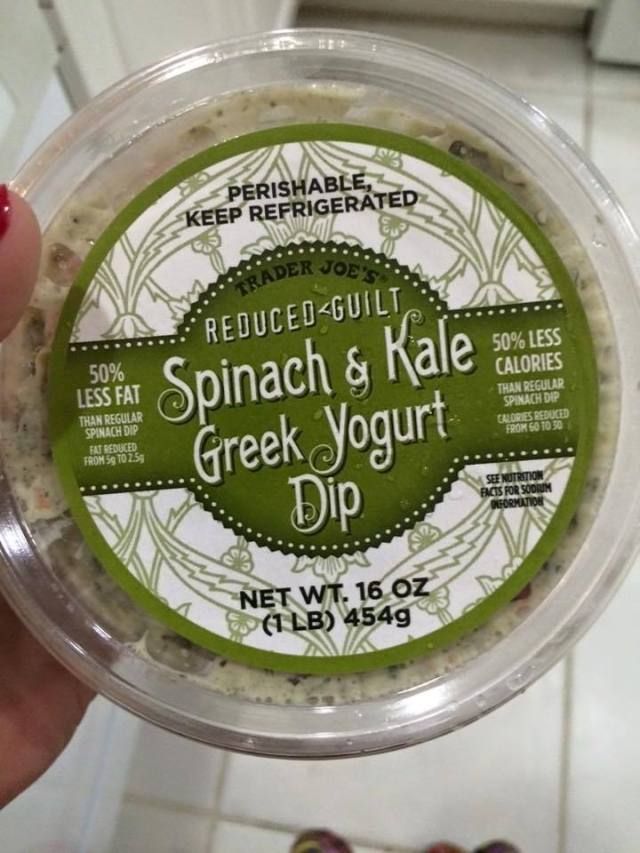 PERISHABLE,
KEEP REFRIGERATED
TRADER JOE'S
REDUCED GUILT
Spinach & Kale
Greek Yogurt
Dip
50%
LESS FAT
THAN REGULAR
SPINACH DIP
FAT REDUCED
FROM 5g TO 2.5g
50% LESS
CALORIES
THAN REGULAR
SPINACH DIP
CALORIES REDUCED
FROM 60 TO 30
SEE NUTRITION
FACTS FOR SODIUM
INFORMATION
NET WT. 16 OZ
(1 LB) 454g